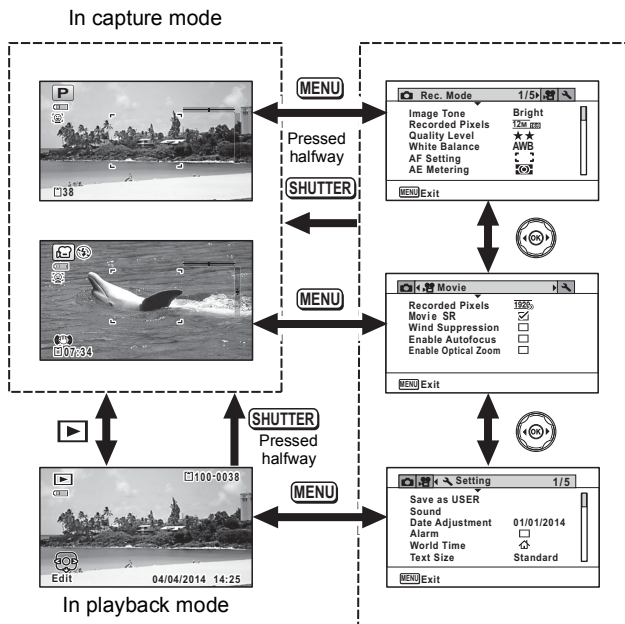 In capture mode
P
38
MENU
Pressed
halfway
SHUTTER
Rec. Mode 1/5
Image Tone Bright
Recorded Pixels 12M
Quality Level ★★
White Balance AWB
AF Setting
AE Metering
MENU Exit
OK
07:34
MENU
Movie
Recorded Pixels 1920
Movie SR
Wind Suppression
Enable Autofocus
Enable Optical Zoom
MENU Exit
OK
SHUTTER
Pressed
halfway
100-0038
Edit 04/04/2014 14:25
MENU
Setting 1/5
Save as USER
Sound
Date Adjustment 01/01/2014
Alarm
World Time
Text Size Standard
MENU Exit
In playback mode